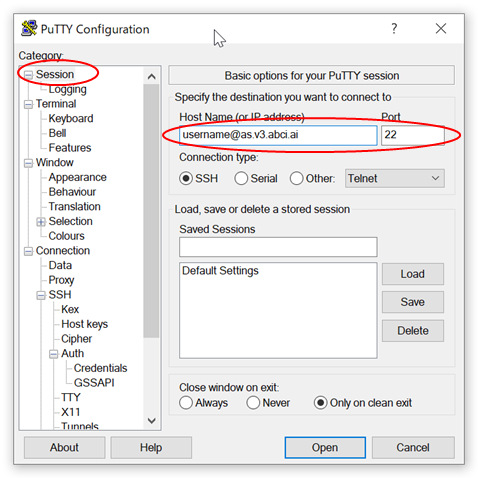 PuTTY Configuration
?
Category:
Session
Logging
Terminal
Keyboard
Bell
Features
Window
Appearance
Behaviour
Translation
Selection
Colours
Connection
Data
Proxy
SSH
Kex
Host keys
Cipher
Auth
Credentials
GSSAPI
TTY
X11
Tunnels
Basic options for your PuTTY session
Specify the destination you want to connect to
Host Name (or IP address) Port
username@as.v3.abci.ai 22
Connection type:
SSH Serial Other: Telnet
Load, save or delete a stored session
Saved Sessions
Default Settings
Load
Save
Delete
Close window on exit:
Always Never Only on clean exit
About Help Open Cancel